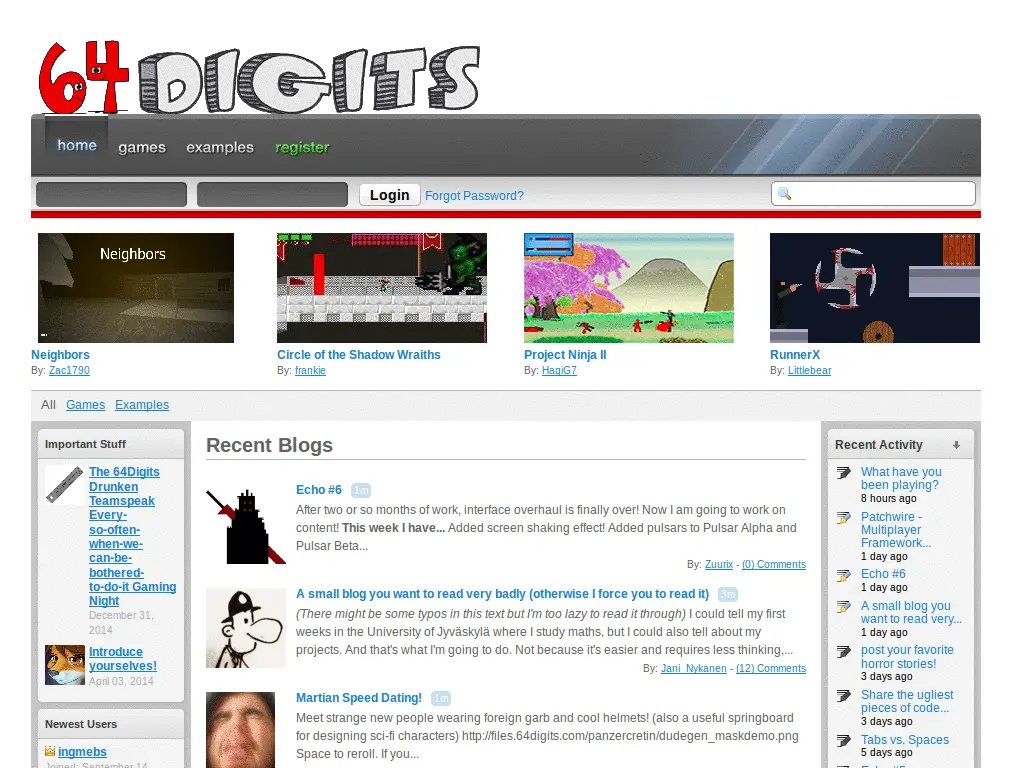 64DIGITS
home games examples register
Login Forgot Password?
Neighbors
Neighbors
By: Zac1790
Circle of the Shadow Wraiths
By: frankie
Project Ninja II
By: HagiG7
RunnerX
By: Littlebear
All Games Examples
Important Stuff
The 64Digits
Drunken
Teamspeak
Every-
so-often-
when-we-
can-be-
bothered-
to-do-it Gaming
Night
December 31,
2014
Introduce
yourselves!
April 03, 2014
Newest Users
ingmebs
Joined: September 14,
Recent Blogs
Echo #6 1m
After two or so months of work, interface overhaul is finally over! Now I am going to work on
content! This week I have... Added screen shaking effect! Added pulsars to Pulsar Alpha and
Pulsar Beta...
By: Zuurix - (0) Comments
A small blog you want to read very badly (otherwise I force you to read it) 3m
(There might be some typos in this text but I'm too lazy to read it through) I could tell my first
weeks in the University of Jyväskylä where I study maths, but I could also tell about my
projects. And that's what I'm going to do. Not because it's easier and requires less thinking,...
By: Jani_Nykanen - (12) Comments
Martian Speed Dating! 1m
Meet strange new people wearing foreign garb and cool helmets! (also a useful springboard
for designing sci-fi characters) http://files.64digits.com/panzercretin/dudegen_maskdemo.png
Space to reroll. If you...
Recent Activity
What have you
been playing?
8 hours ago
Patchwire -
Multiplayer
Framework...
1 day ago
Echo #6
1 day ago
A small blog you
want to read very...
1 day ago
post your favorite
horror stories!
3 days ago
Share the ugliest
pieces of code...
3 days ago
Tabs vs. Spaces
5 days ago
Echo #5